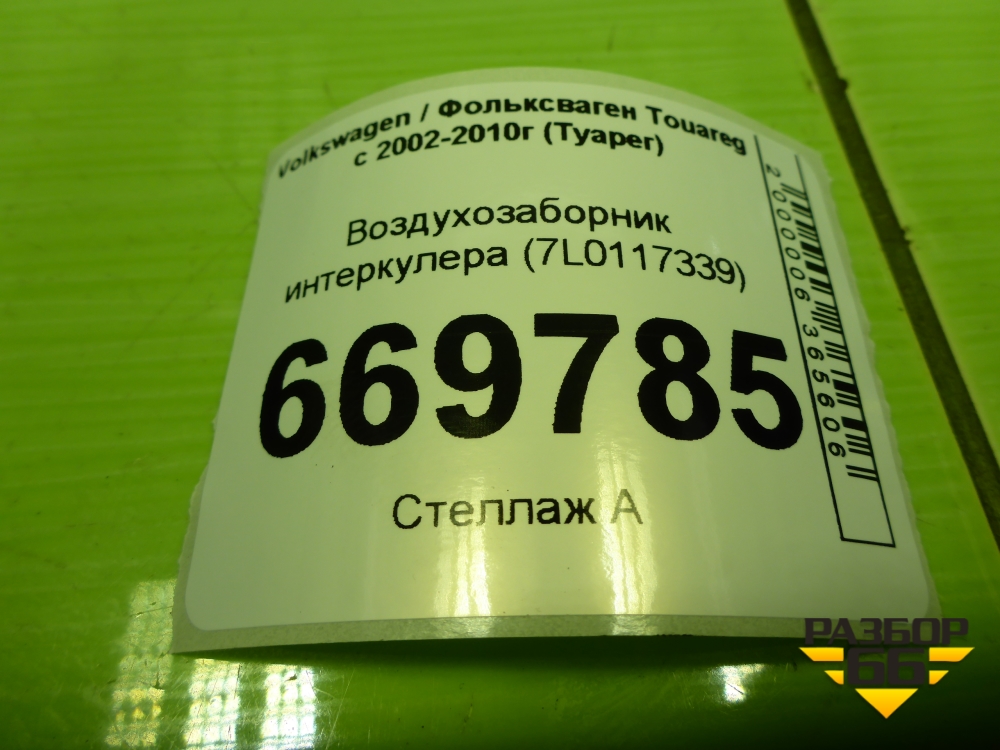 Volkswagen / Фольксваген Touareg
с 2002-2010г (Туарег)
Воздухозаборник
интеркулера (7L0117339)
669785
Стеллаж А
2000006365606
РАЗБОР
66